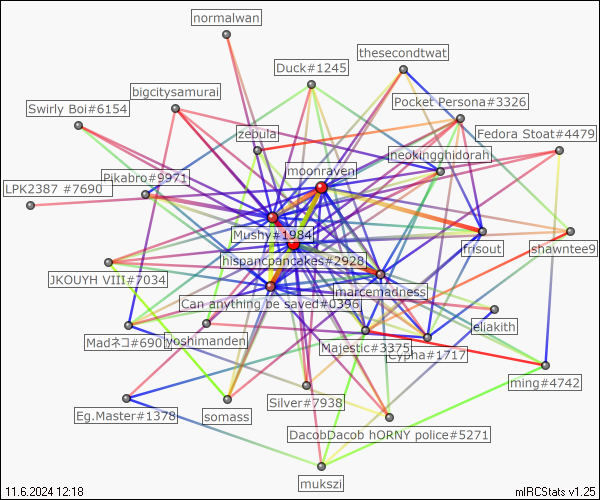 normalwan
thesecondtwat
Duck#1245
bigcitysamurai
Pocket Persona#3326
Swirly Boi#6154
zepula
Fedora Stoat#4479
neokingghidorah
moonraven
Pikabro#9971
LPK2387 #7690
Mushy#1984
frisout
shawntee9
hispancpancakes#2928
JKOUYH VIII#7034
marcemadness
Can anything be saved#0396
eliakith
Madネコ#690
yoshimanden
Majestic#3375
Cypha#1717
ming#4742
Silver#7938
Eg.Master#1378
somass
DacobDacob hORNY police#5271
mukszi
11.6.2024 12:18
mIRCStats v1.25